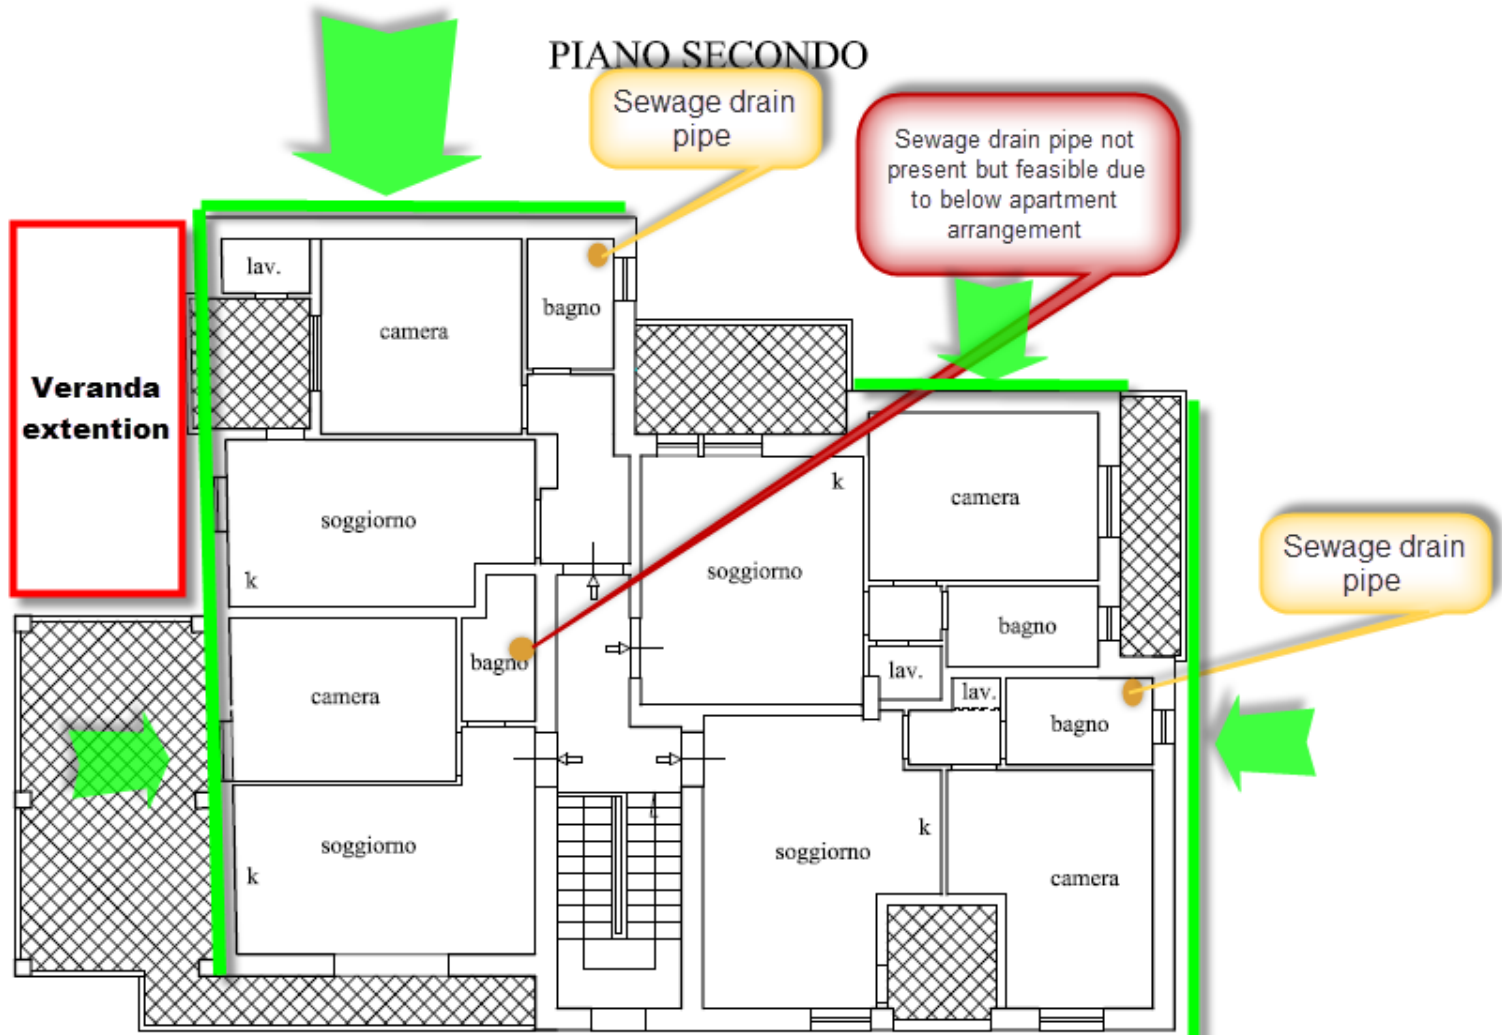 PIANO SECONDO
Sewage drain
pipe
Sewage drain pipe not
present but feasible due
to below apartment
arrangement
lav.
bagno
camera
Veranda
extention
k
camera
soggiorno
Sewage drain
pipe
soggiorno
k
bagno
bagno
lav.
camera
lav.
bagno
soggiorno
k
k
soggiorno
camera